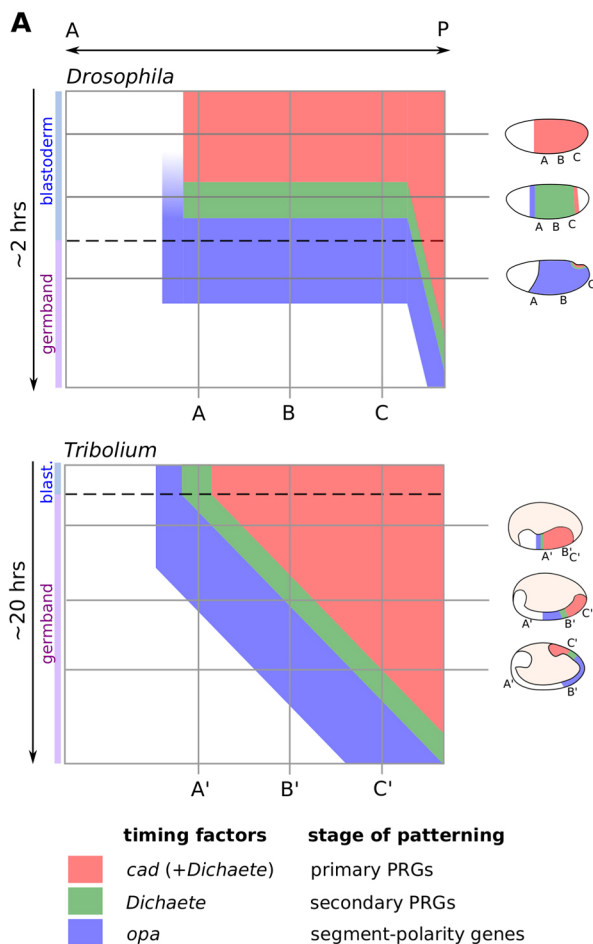 A
A P
Drosophila
blastoderm
germband
~2 hrs
A B C
A B C
A B C
A B C
Tribolium
blast.
germband
~20 hrs
A' B' C'
A' B' C'
A' B' C'
A' B' C'
timing factors stage of patterning
cad (+Dichaete) primary PRGs
Dichaete secondary PRGs
opa segment-polarity genes